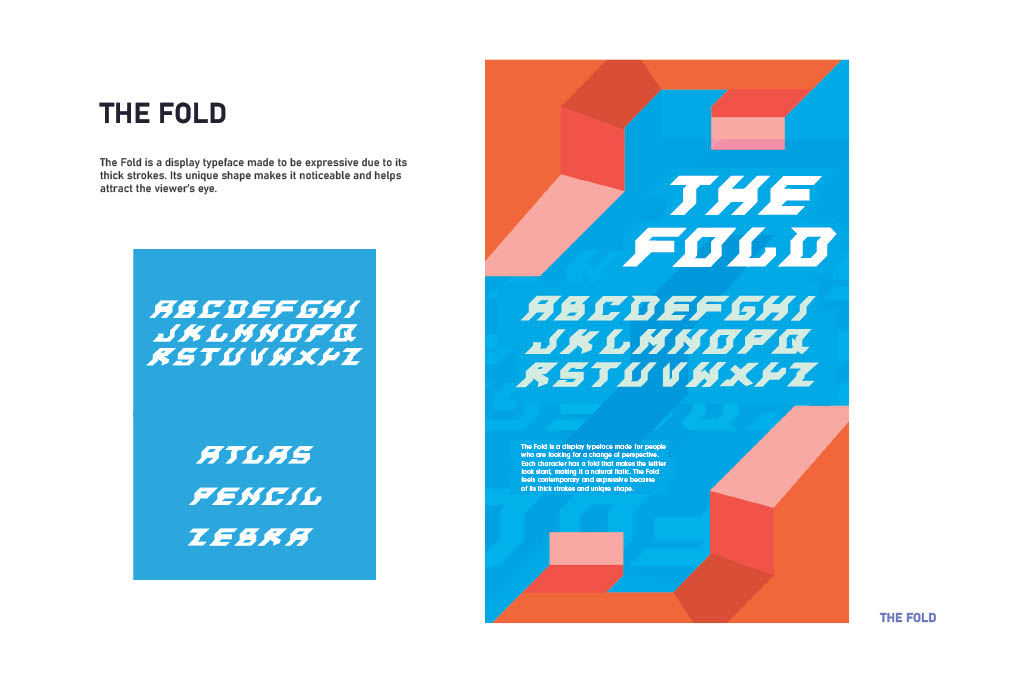 THE FOLD
The Fold is a display typeface made to be expressive due to its
thick strokes. Its unique shape makes it noticeable and helps
attract the viewer's eye.
ABCDEFGHI
JKLMNOPQ
RSTUVWXYZ
ATLAS
PENCIL
ZEBRA
THE
FOLD
ABCDEFGHI
JKLMNOPQ
RSTUVWXYZ
The Fold is a display typeface made for people
who are looking for a change of perspective.
Each character has a fold that makes the lettter
look slant, making it a natural italic. The Fold
feels contemporary and expressive because
of its thick strokes and unique shape.
THE FOLD